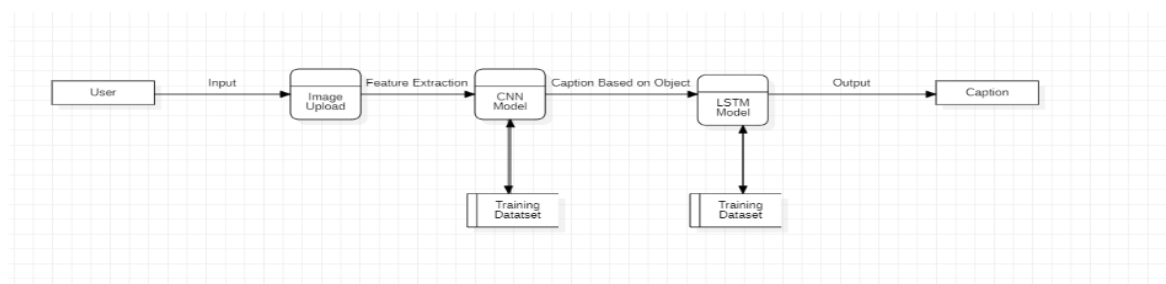 User
Input
Image
Upload
Feature Extraction
CNN
Model
Caption Based on Object
LSTM
Model
Output
Caption
Training
Datatset
Training
Dataset